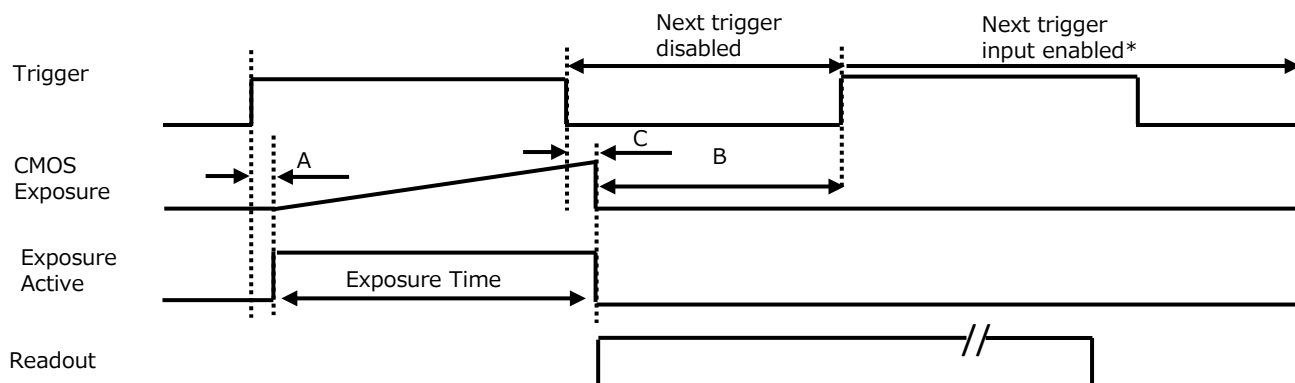 Next trigger
disabled
Next trigger
input enabled*
Trigger
C
A
B
CMOS
Exposure
Exposure
Active
Exposure Time
Readout